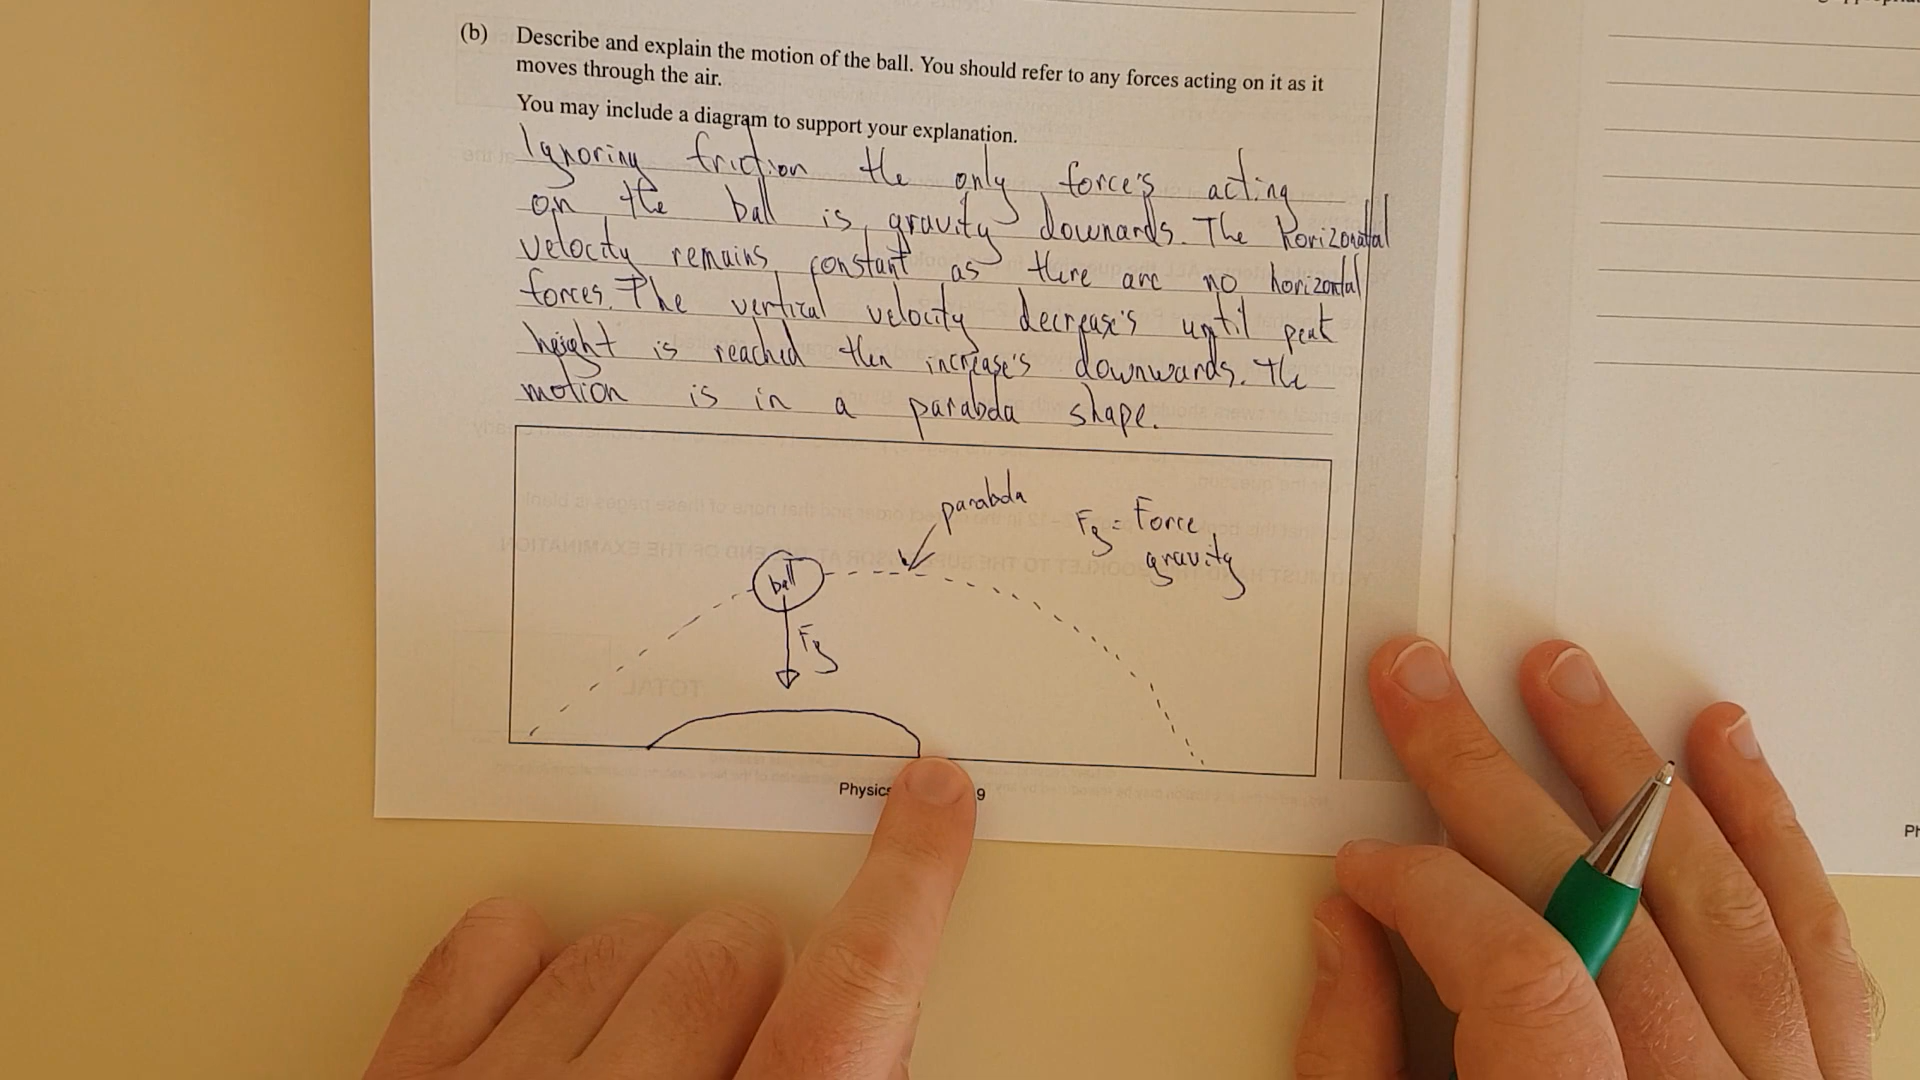 (b) Describe and explain the motion of the ball. You should refer to any forces acting on it as it
moves through the air.
You may include a diagram to support your explanation.
Ignoring friction the only force's acting
on the ball is gravity downards. The horizontal
velocity remains constant as there are no horizontal
forces. The vertical velocity decrease's until peak
height is reached then increase's downwards. The
motion is in a parabola shape.
parabola
Fg = Force
gravity
ball
Fg
Physics
9